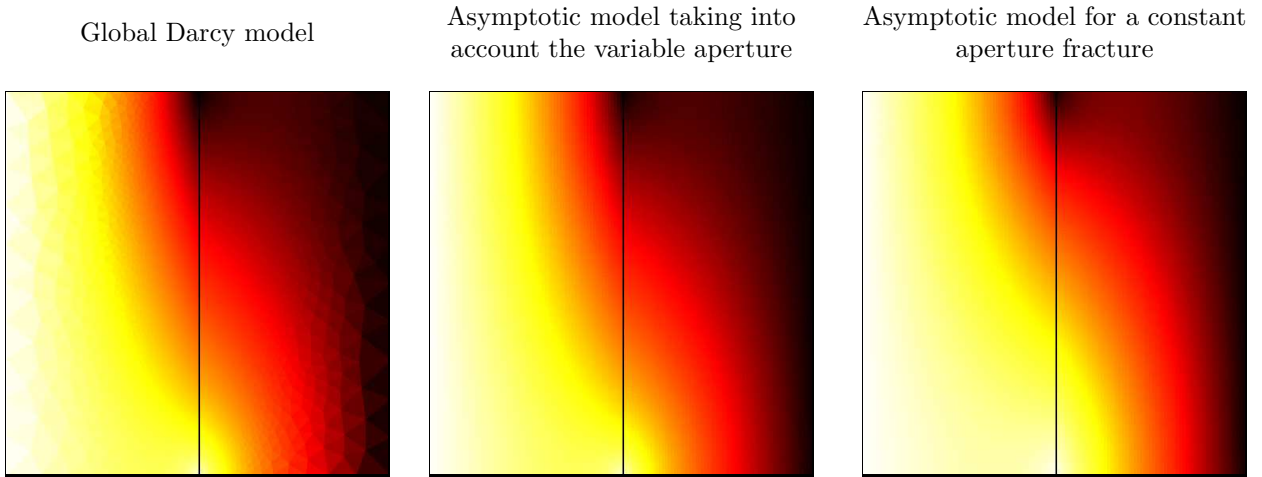 Global Darcy model
Asymptotic model taking into
account the variable aperture
Asymptotic model for a constant
aperture fracture